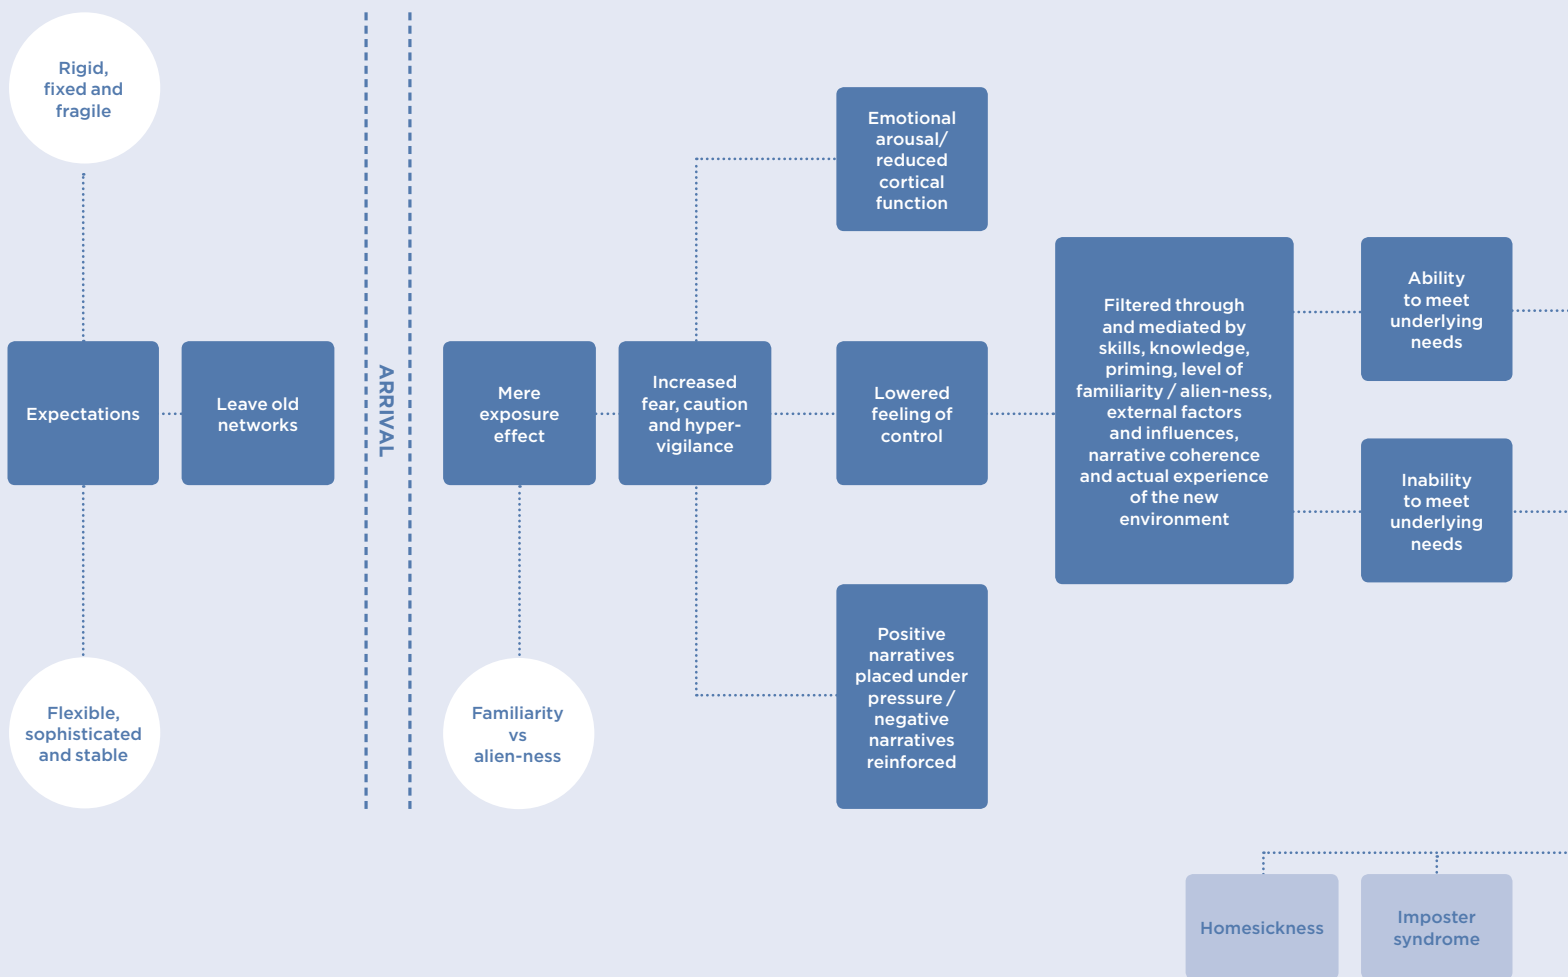 Rigid,
fixed and
fragile
Expectations
Flexible,
sophisticated
and stable
Leave old
networks
ARRIVAL
Mere
exposure
effect
Familiarity
vs
alien-ness
Increased
fear, caution
and hyper-
vigilance
Emotional
arousal/
reduced
cortical
function
Lowered
feeling of
control
Positive
narratives
placed under
pressure /
negative
narratives
reinforced
Filtered through
and mediated by
skills, knowledge,
priming, level of
familiarity / alien-ness,
external factors
and influences,
narrative coherence
and actual experience
of the new
environment
Ability
to meet
underlying
needs
Inability
to meet
underlying
needs
Homesickness
Imposter
syndrome